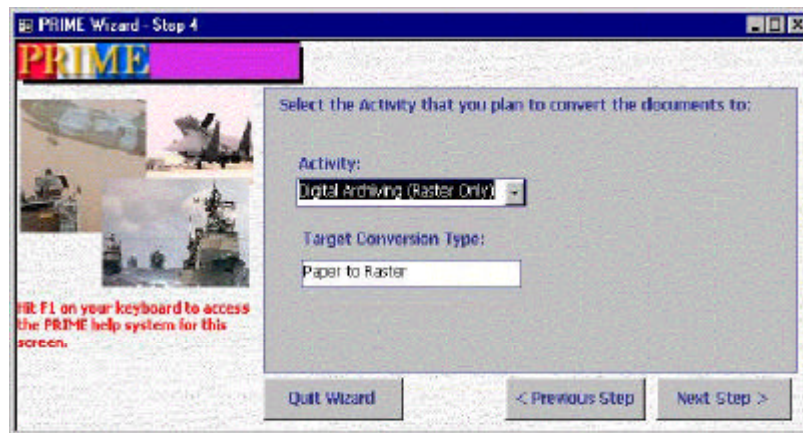 PRIME Wizard - Step 4
PRIME
Select the Activity that you plan to convert the documents to:
Activity:
Digital Archiving (Raster Only)
Target Conversion Type:
Paper to Raster
Hit F1 on your keyboard to access
the PRIME help system for this
screen.
Quit Wizard
< Previous Step
Next Step >